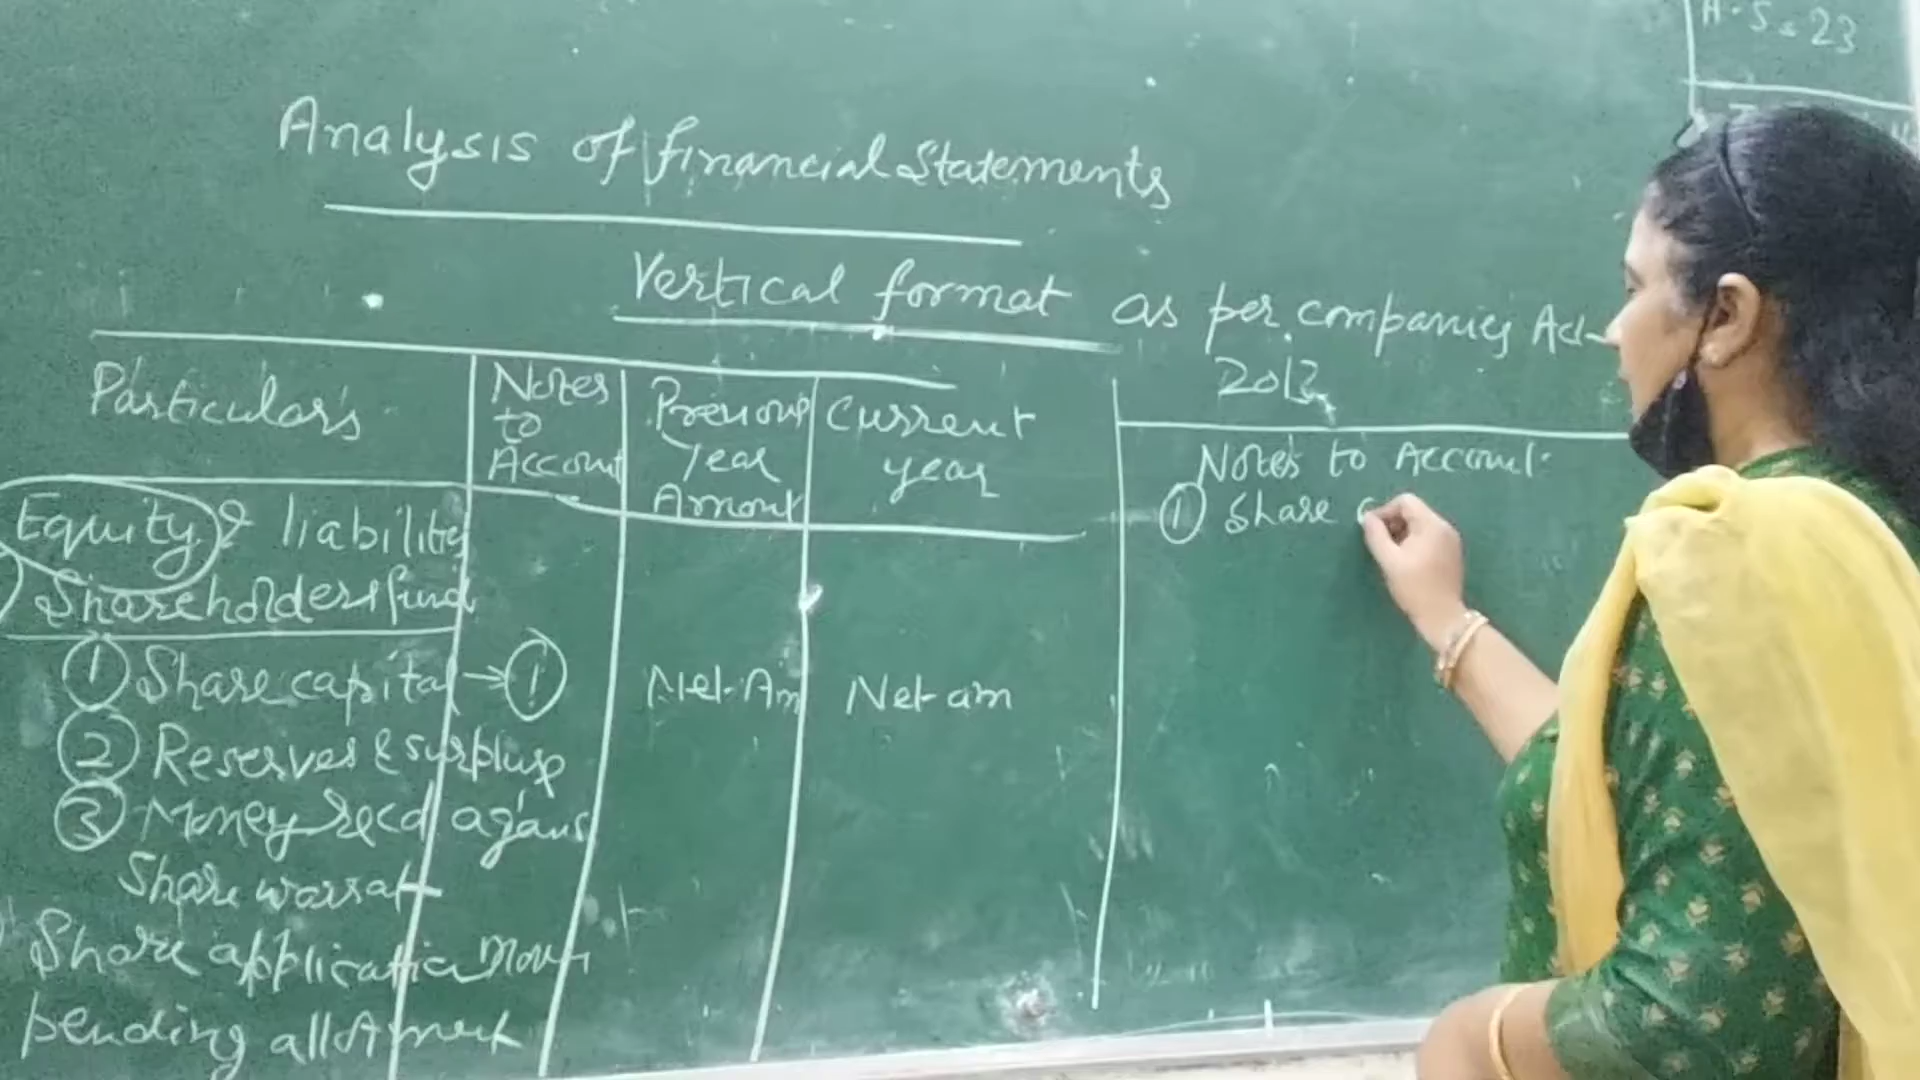 A.S = 23
Analysis of financial Statements
Vertical format as per companies Act
2013
Particulars
Notes
to
Account
Previous
Year
Amount
Current
year
Equity & liabilities
Shareholders fund
① Share capital → ①
Net-Am
Net-am
② Reserves & surplus
③ Money recd against
Share warrat
Share application Money
pending allotment
Notes to Account
① Share